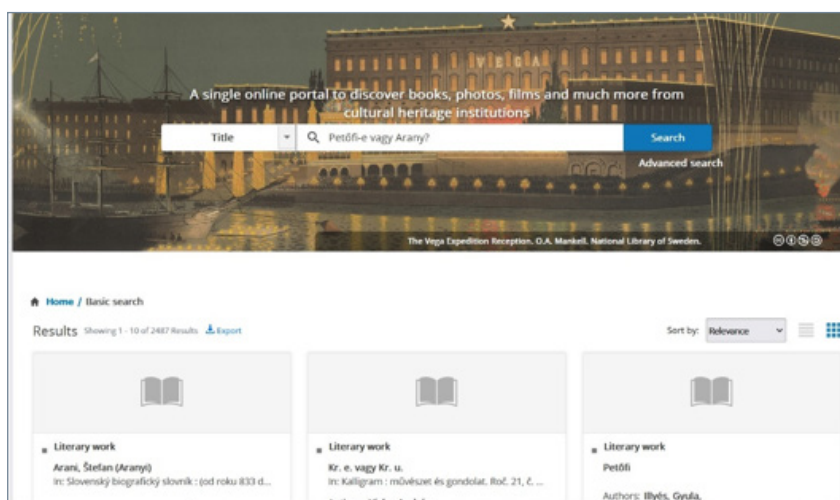 VEGA
A single online portal to discover books, photos, films and much more from
cultural heritage institutions
Title
Petőfi-e vagy Arany?
Search
Advanced search
The Vega Expedition Reception. O.A. Mankell. National Library of Sweden.
Home / Basic search
Results Showing 1 - 10 of 2487 Results Export
Sort by: Relevance
Literary work
Arani, Štefan (Aranyi)
In: Slovenský biografický slovník : (od roku 833 d...
Literary work
Kr. e. vagy Kr. u.
In: Kalligram : művészet és gondolat. Roč. 21, č. ...
Literary work
Petőfi
Authors: Illyés, Gyula,